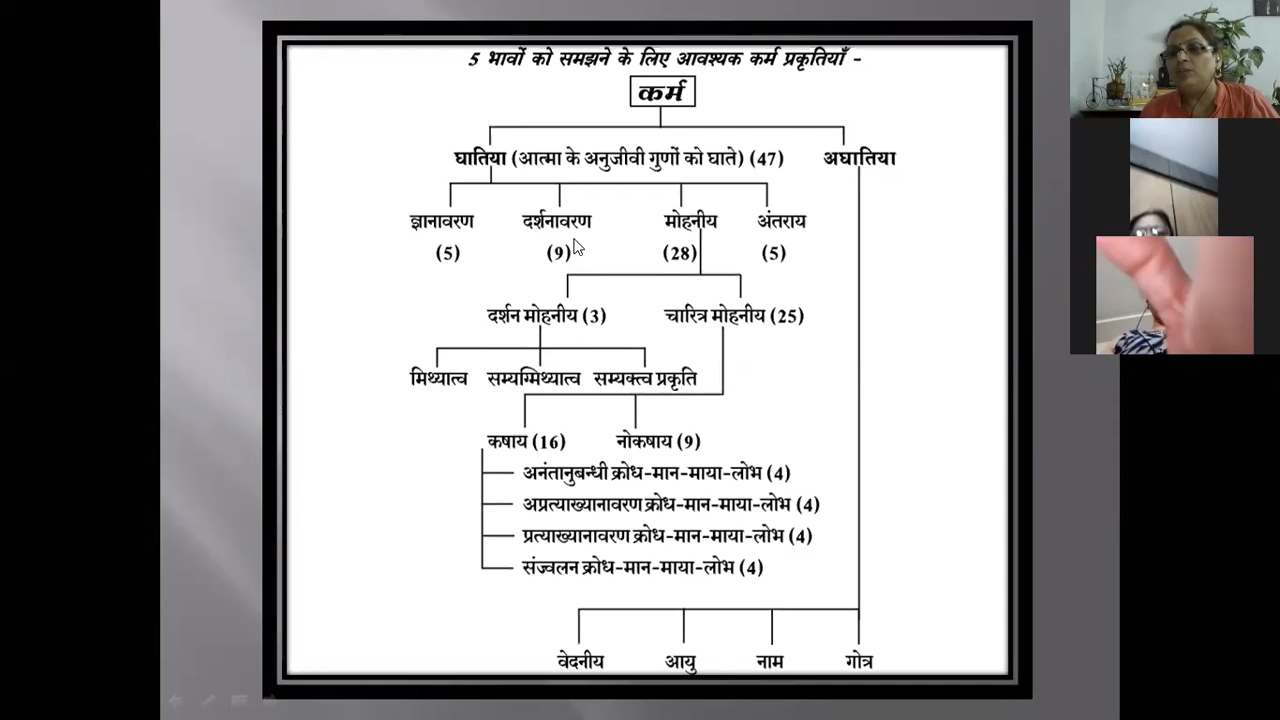 5 भावों को समझने के लिए आवश्यक कर्म प्रकृतियाँ -
कर्म
घातिया (आत्मा के अनुजीवी गुणों को घाते) (47) अघातिया
ज्ञानावरण दर्शनावरण मोहनीय अंतराय
(5) (9) (28) (5)
दर्शन मोहनीय (3) चारित्र मोहनीय (25)
मिथ्यात्व सम्यग्मिथ्यात्व सम्यक्त्व प्रकृति
कषाय (16) नोकषाय (9)
अनंतानुबन्धी क्रोध-मान-माया-लोभ (4)
अप्रत्याख्यानावरण क्रोध-मान-माया-लोभ (4)
प्रत्याख्यानावरण क्रोध-मान-माया-लोभ (4)
संज्वलन क्रोध-मान-माया-लोभ (4)
वेदनीय आयु नाम गोत्र